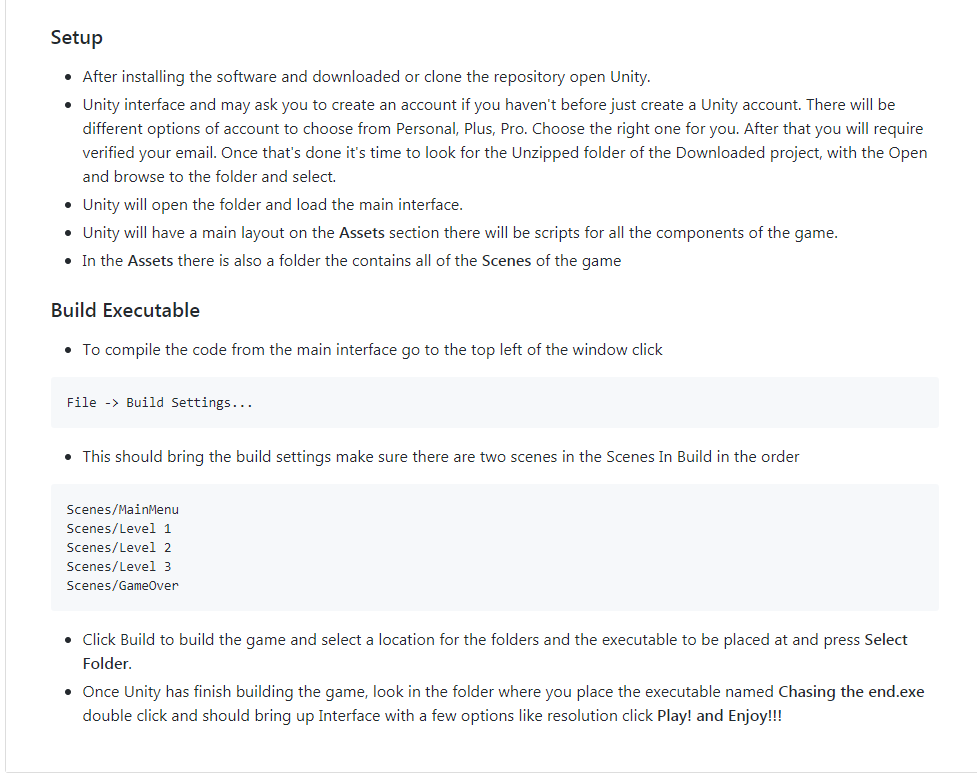 Setup
After installing the software and downloaded or clone the repository open Unity.
Unity interface and may ask you to create an account if you haven't before just create a Unity account. There will be
different options of account to choose from Personal, Plus, Pro. Choose the right one for you. After that you will require
verified your email. Once that's done it's time to look for the Unzipped folder of the Downloaded project, with the Open
and browse to the folder and select.
Unity will open the folder and load the main interface.
Unity will have a main layout on the Assets section there will be scripts for all the components of the game.
In the Assets there is also a folder the contains all of the Scenes of the game
Build Executable
To compile the code from the main interface go to the top left of the window click
File -> Build Settings...
This should bring the build settings make sure there are two scenes in the Scenes In Build in the order
Scenes/MainMenu
Scenes/Level 1
Scenes/Level 2
Scenes/Level 3
Scenes/GameOver
Click Build to build the game and select a location for the folders and the executable to be placed at and press Select
Folder.
Once Unity has finish building the game, look in the folder where you place the executable named Chasing the end.exe
double click and should bring up Interface with a few options like resolution click Play! and Enjoy!!!